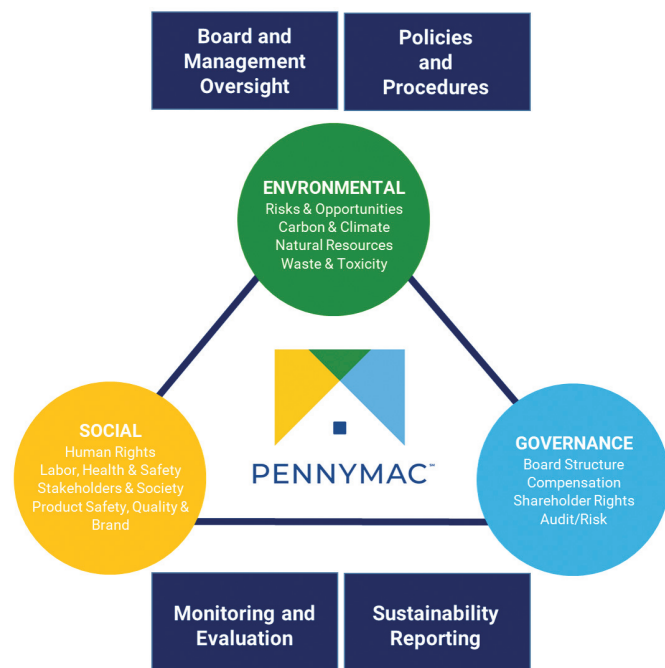 Board and
Management
Oversight
Policies
and
Procedures
ENVRONMENTAL
Risks & Opportunities
Carbon & Climate
Natural Resources
Waste & Toxicity
SOCIAL
Human Rights
Labor, Health & Safety
Stakeholders & Society
Product Safety, Quality &
Brand
PENNYMAC℠
GOVERNANCE
Board Structure
Compensation
Shareholder Rights
Audit/Risk
Monitoring and
Evaluation
Sustainability
Reporting